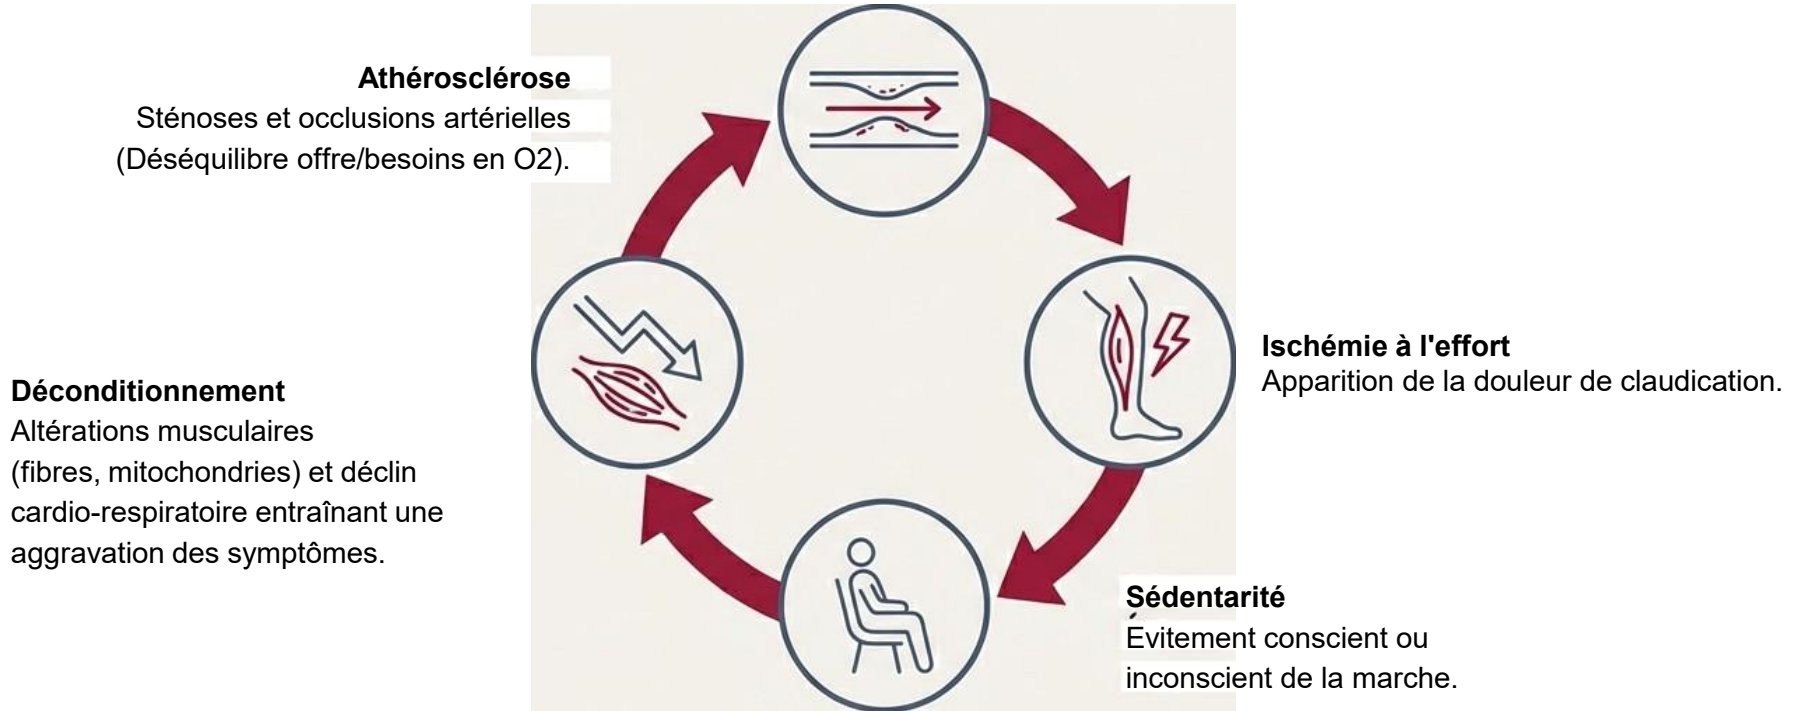 Athérosclérose
Sténoses et occlusions artérielles
(Déséquilibre offre/besoins en O2).
Ischémie à l'effort
Apparition de la douleur de claudication.
Sédentarité
Évitement conscient ou
inconscient de la marche.
Déconditionnement
Altérations musculaires
(fibres, mitochondries) et déclin
cardio-respiratoire entraînant une
aggravation des symptômes.